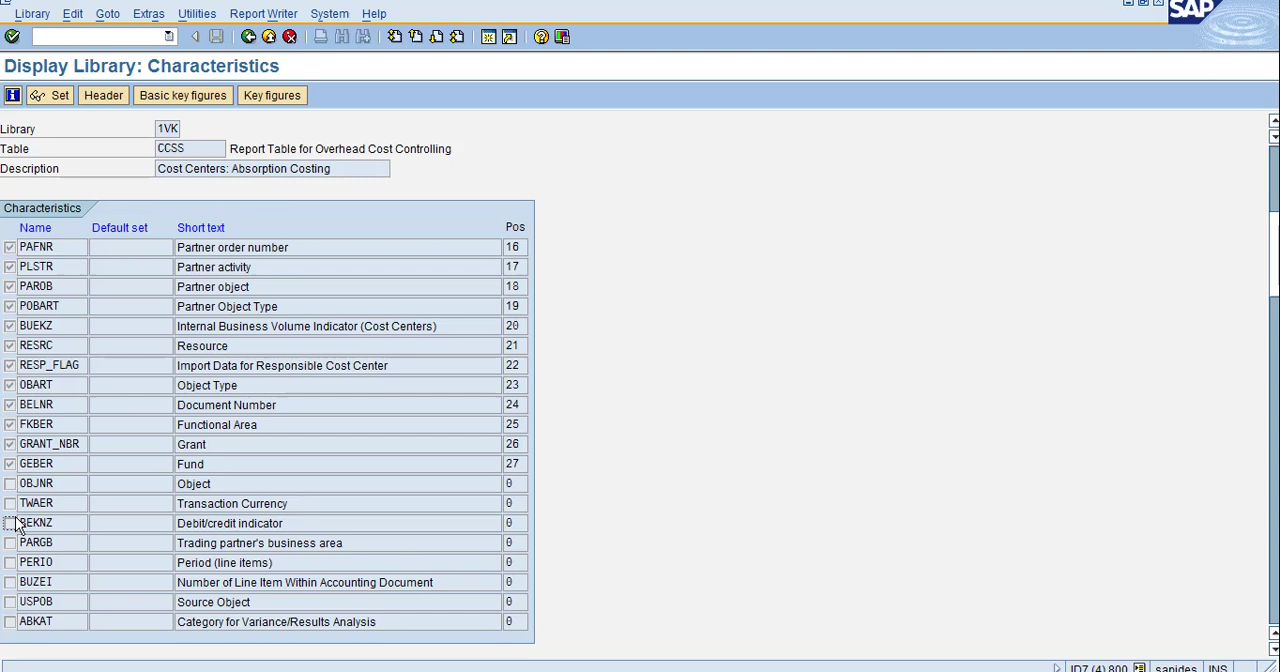 Library Edit Goto Extras Utilities Report Writer System Help
SAP
Display Library: Characteristics
Set Header Basic key figures Key figures
Library 1VK
Table CCSS Report Table for Overhead Cost Controlling
Description Cost Centers: Absorption Costing
Characteristics
Name Default set Short text Pos
PAFNR Partner order number 16
PLSTR Partner activity 17
PAROB Partner object 18
POBART Partner Object Type 19
BUEKZ Internal Business Volume Indicator (Cost Centers) 20
RESRC Resource 21
RESP_FLAG Import Data for Responsible Cost Center 22
OBART Object Type 23
BELNR Document Number 24
FKBER Functional Area 25
GRANT_NBR Grant 26
GEBER Fund 27
OBJNR Object 0
TWAER Transaction Currency 0
BEKNZ Debit/credit indicator 0
PARGB Trading partner's business area 0
PERIO Period (line items) 0
BUZEI Number of Line Item Within Accounting Document 0
USPOB Source Object 0
ABKAT Category for Variance/Results Analysis 0
ID7 (4) 800 sapides INS